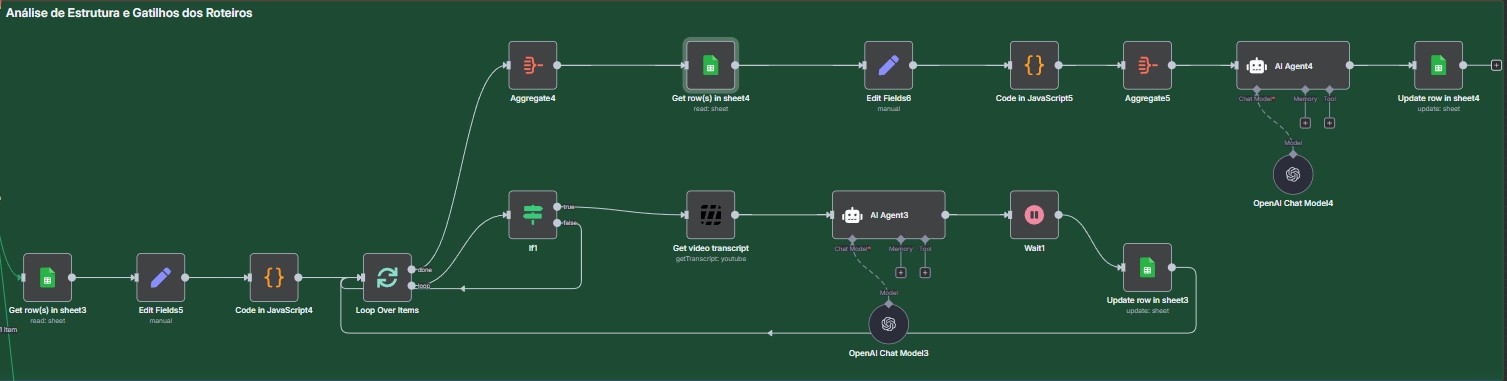 Análise de Estrutura e Gatilhos dos Roteiros
Aggregate4
Get row(s) in sheet4
read: sheet
Edit Fields6
manual
Code in JavaScript5
Aggregate5
AI Agent4
Chat Model*
Memory
Tool
Update row in sheet4
update: sheet
Model
OpenAI Chat Model4
If1
true
false
Get video transcript
getTranscript: youtube
AI Agent3
Chat Model*
Memory
Tool
Wait1
Update row in sheet3
update: sheet
Get row(s) in sheet3
read: sheet
Edit Fields5
manual
Code in JavaScript4
Loop Over Items
done
loop
Model
OpenAI Chat Model3
1 item